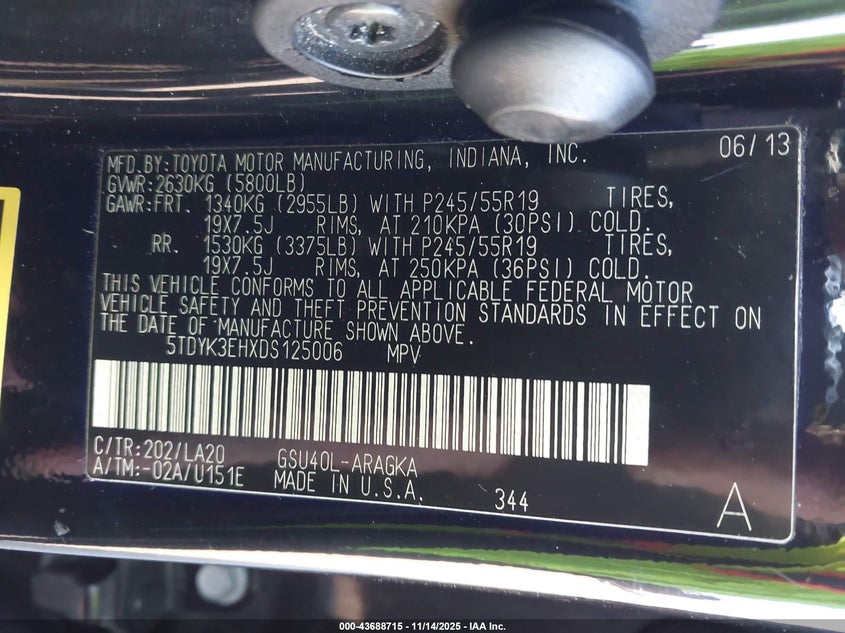 MFD.BY:TOYOTA MOTOR MANUFACTURING, INDIANA, INC. 06/13
GVWR:2630KG (5800LB)
GAWR:FRT. 1340KG (2955LB) WITH P245/55R19 TIRES,
19X7.5J RIMS, AT 210KPA (30PSI) COLD.
RR. 1530KG (3375LB) WITH P245/55R19 TIRES,
19X7.5J RIMS, AT 250KPA (36PSI) COLD.
THIS VEHICLE CONFORMS TO ALL APPLICABLE FEDERAL MOTOR
VEHICLE SAFETY AND THEFT PREVENTION STANDARDS IN EFFECT ON
THE DATE OF MANUFACTURE SHOWN ABOVE.
5TDYK3EHXDS125006 MPV
C/TR:202/LA20 GSU40L-ARAGKA
A/TM:-02A/U151E MADE IN U.S.A. 344 A
000-43688715 - 11/14/2025 - IAA Inc.